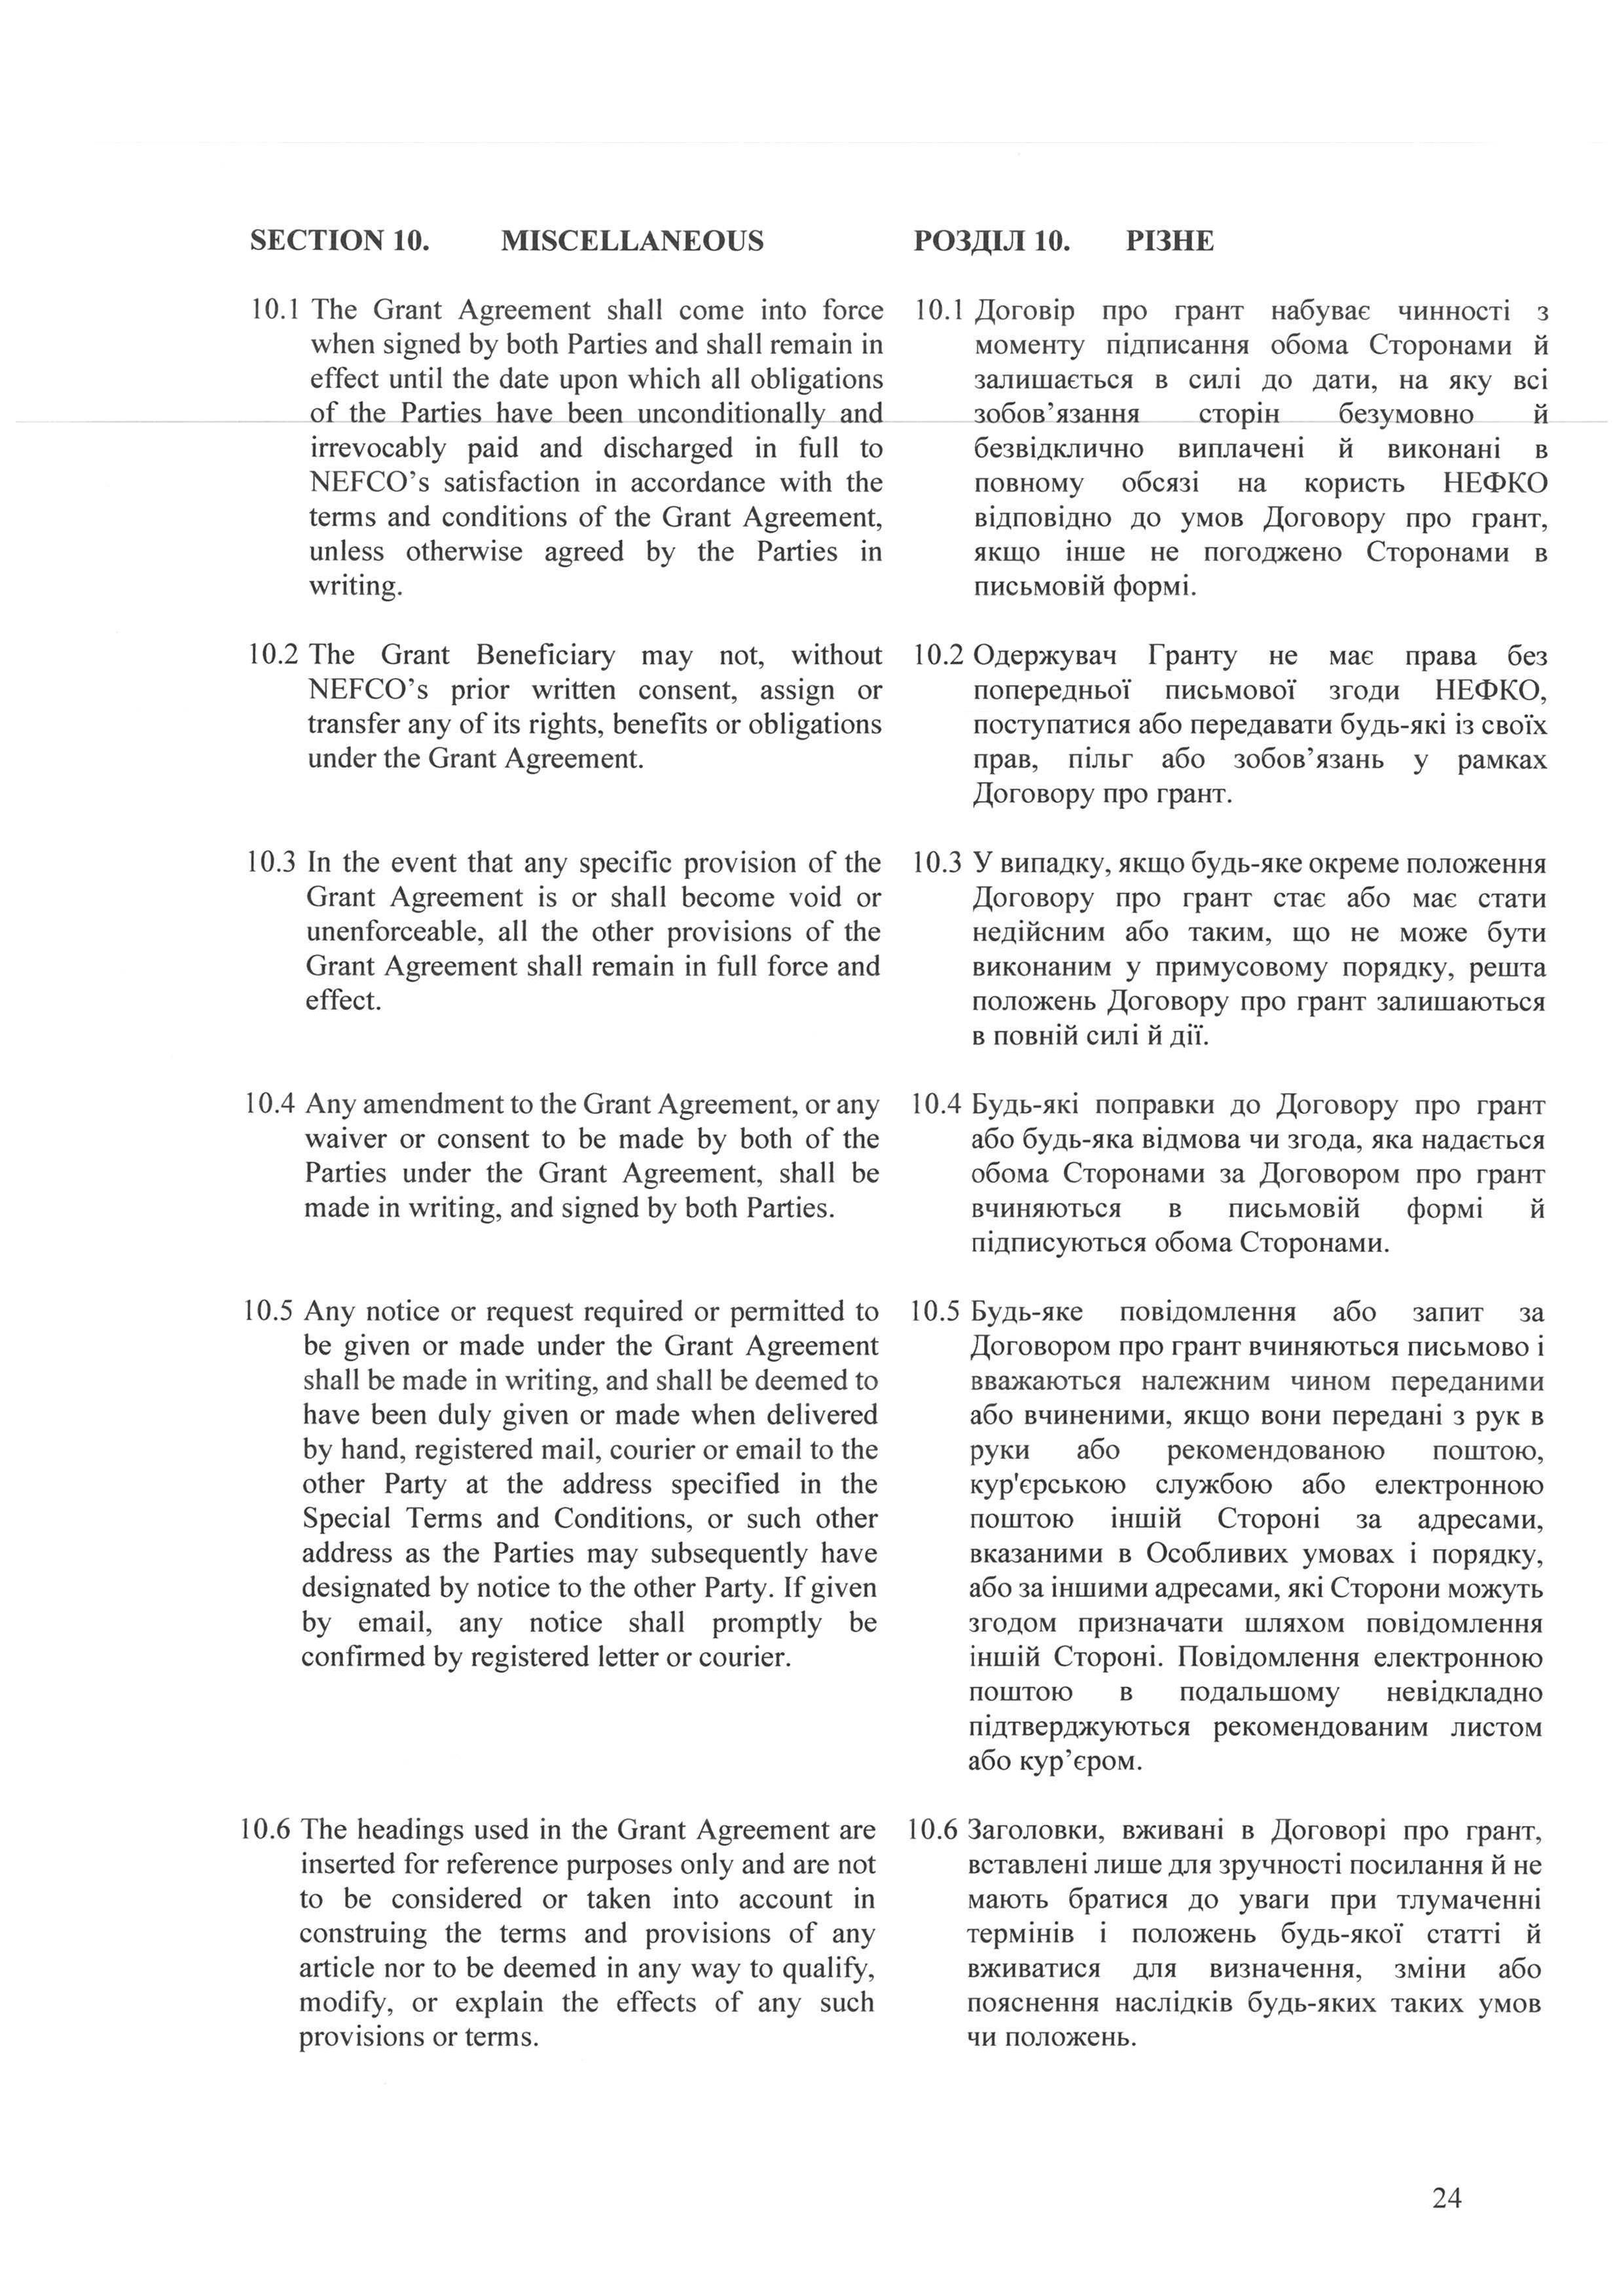 SECTION 10. MISCELLANEOUS
10.1 The Grant Agreement shall come into force
when signed by both Parties and shall remain in
effect until the date upon which all obligations
of the Parties have been unconditionally and
irrevocably paid and discharged in full to
NEFCO’s satisfaction in accordance with the
terms and conditions of the Grant Agreement,
unless otherwise agreed by the Parties in
writing.
10.2 The Grant Beneficiary may not, without
NEFCO’s prior written consent, assign or
transfer any of its rights, benefits or obligations
under the Grant Agreement.
10.3 In the event that any specific provision of the
Grant Agreement is or shall become void or
unenforceable, all the other provisions of the
Grant Agreement shall remain in full force and
effect.
10.4 Any amendment to the Grant Agreement, or any
waiver or consent to be made by both of the
Parties under the Grant Agreement, shall be
made in writing, and signed by both Parties.
10.5 Any notice or request required or permitted to
be given or made under the Grant Agreement
shall be made in writing, and shall be deemed to
have been duly given or made when delivered
by hand, registered mail, courier or email to the
other Party at the address specified in the
Special Terms and Conditions, or such other
address as the Parties may subsequently have
designated by notice to the other Party. If given
by email, any notice shall promptly be
confirmed by registered letter or courier.
10.6 The headings used in the Grant Agreement are
inserted for reference purposes only and are not
to be considered or taken into account in
construing the terms and provisions of any
article nor to be deemed in any way to qualify,
modify, or explain the effects of any such
provisions or terms.
РОЗДІЛ 10. РІЗНЕ
10.1 Договір про грант набуває чинності з
моменту підписання обома Сторонами й
залишається в силі до дати, на яку всі
зобов’язання сторін безумовно й
безвідклично виплачені й виконані в
повному обсязі на користь НЕФКО
відповідно до умов Договору про грант,
якщо інше не погоджено Сторонами в
письмовій формі.
10.2 Одержувач Гранту не має права без
попередньої письмової згоди НЕФКО,
поступатися або передавати будь-які із своїх
прав, пільг або зобов’язань у рамках
Договору про грант.
10.3 У випадку, якщо будь-яке окреме положення
Договору про грант стає або має стати
недійсним або таким, що не може бути
виконаним у примусовому порядку, решта
положень Договору про грант залишаються
в повній силі й дії.
10.4 Будь-які поправки до Договору про грант
або будь-яка відмова чи згода, яка надається
обома Сторонами за Договором про грант
вчиняються в письмовій формі й
підписуються обома Сторонами.
10.5 Будь-яке повідомлення або запит за
Договором про грант вчиняються письмово і
вважаються належним чином переданими
або вчиненими, якщо вони передані з рук в
руки або рекомендованою поштою,
кур'єрською службою або електронною
поштою іншій Стороні за адресами,
вказаними в Особливих умовах і порядку,
або за іншими адресами, які Сторони можуть
згодом призначати шляхом повідомлення
іншій Стороні. Повідомлення електронною
поштою в подальшому невідкладно
підтверджуються рекомендованим листом
або кур’єром.
10.6 Заголовки, вживані в Договорі про грант,
вставлені лише для зручності посилання й не
мають братися до уваги при тлумаченні
термінів і положень будь-якої статті й
вживатися для визначення, зміни або
пояснення наслідків будь-яких таких умов
чи положень.
24